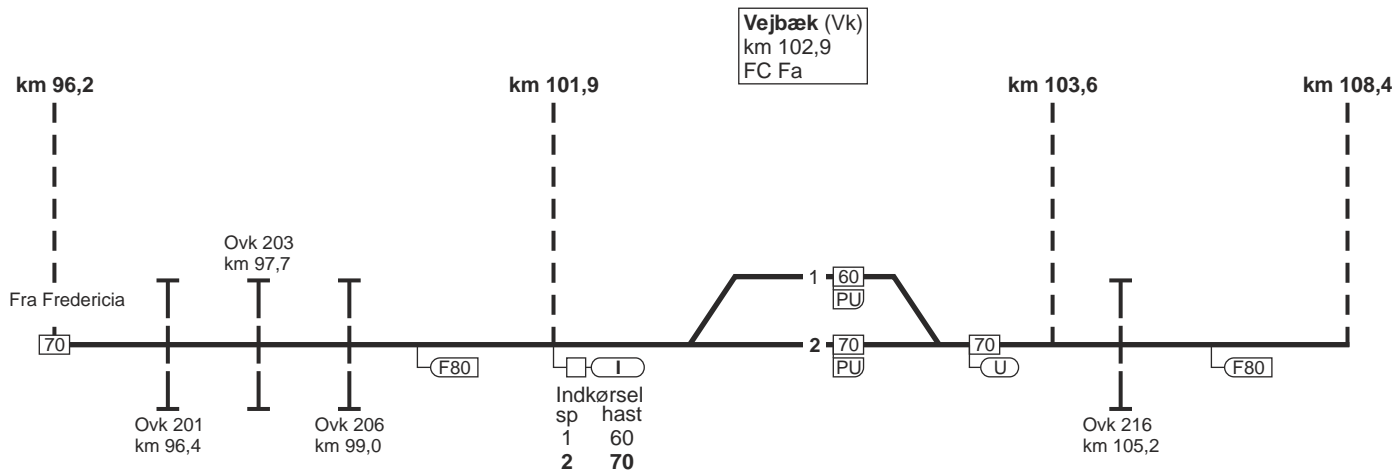 Vejbæk (Vk)
km 102,9
FC Fa
km 96,2
km 101,9
km 103,6
km 108,4
Ovk 203
km 97,7
Fra Fredericia
1 60
PU
70
2 70
PU
70
U
F80
I
F80
Indkørsel
sp hast
1 60
2 70
Ovk 201
km 96,4
Ovk 206
km 99,0
Ovk 216
km 105,2